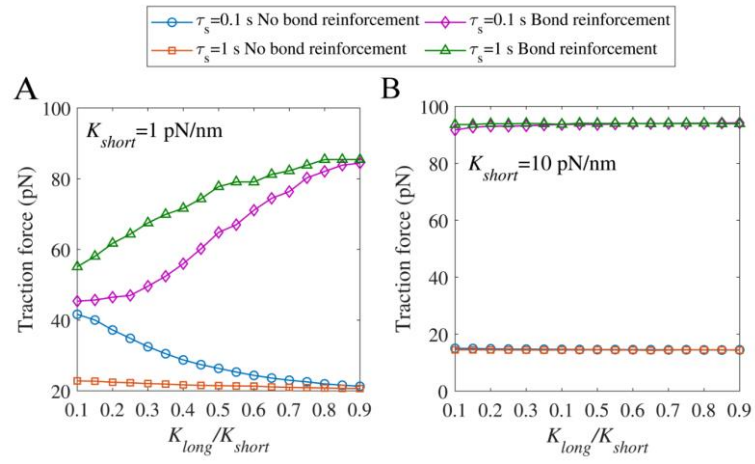 τs=0.1 s No bond reinforcement τs=0.1 s Bond reinforcement
τs=1 s No bond reinforcement τs=1 s Bond reinforcement
A
B
Kshort=1 pN/nm
Traction force (pN)
100
80
60
40
20
0.1 0.2 0.3 0.4 0.5 0.6 0.7 0.8 0.9
Klong/Kshort
Kshort=10 pN/nm
Traction force (pN)
100
80
60
40
20
0
0.1 0.2 0.3 0.1 0.2 0.6 0.7 0.8 0.9
Klong/Kshort